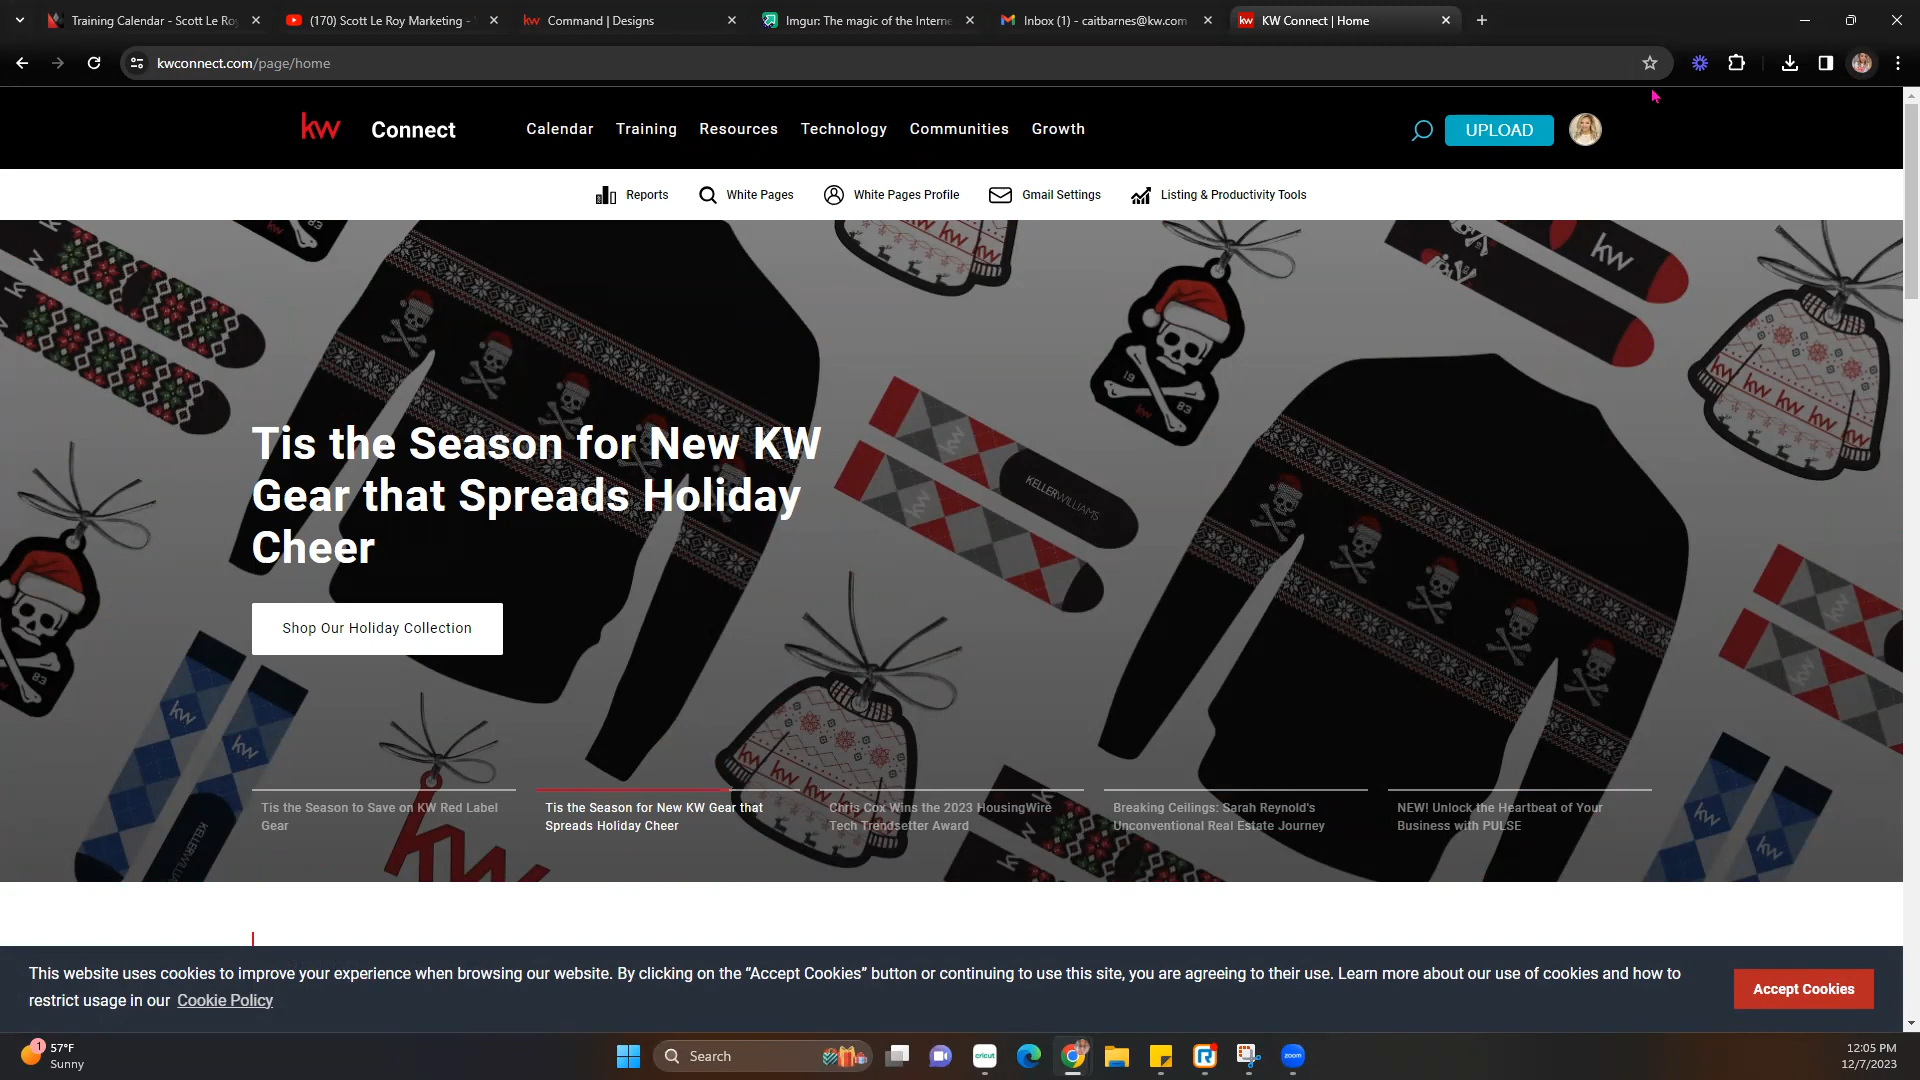 Training Calendar - Scott Le Roy
(170) Scott Le Roy Marketing -
kw Command | Designs
Imgur: The magic of the Interne
Inbox (1) - caitbarnes@kw.com
kw KW Connect | Home
kwconnect.com/page/home
kw Connect
Calendar Training Resources Technology Communities Growth
UPLOAD
Reports White Pages White Pages Profile Gmail Settings Listing & Productivity Tools
Tis the Season for New KW
Gear that Spreads Holiday
Cheer
Shop Our Holiday Collection
Tis the Season to Save on KW Red Label
Gear
Tis the Season for New KW Gear that
Spreads Holiday Cheer
Chris Cox Wins the 2023 HousingWire
Tech Trendsetter Award
Breaking Ceilings: Sarah Reynold's
Unconventional Real Estate Journey
NEW! Unlock the Heartbeat of Your
Business with PULSE
KELLERWILLIAMS
This website uses cookies to improve your experience when browsing our website. By clicking on the “Accept Cookies” button or continuing to use this site, you are agreeing to their use. Learn more about our use of cookies and how to
restrict usage in our Cookie Policy
Accept Cookies
1
57°F
Sunny
Search
cricut
zoom
12:05 PM
12/7/2023